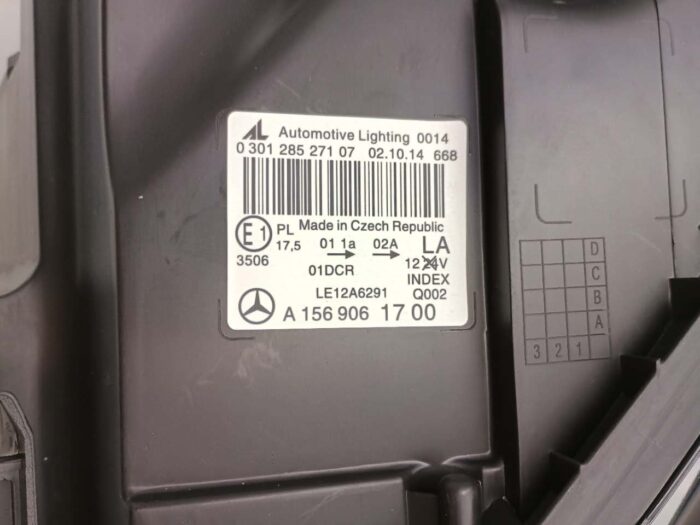 AL Automotive Lighting 0014
0 301 285 271 07 02.10.14 668
Made in Czech Republic
E1 PL 17,5 01 1a 02A LA
3506 01DCR 12 24V
INDEX
LE12A6291 Q002
A 156 906 17 00
D
C
B
A
3 2 1